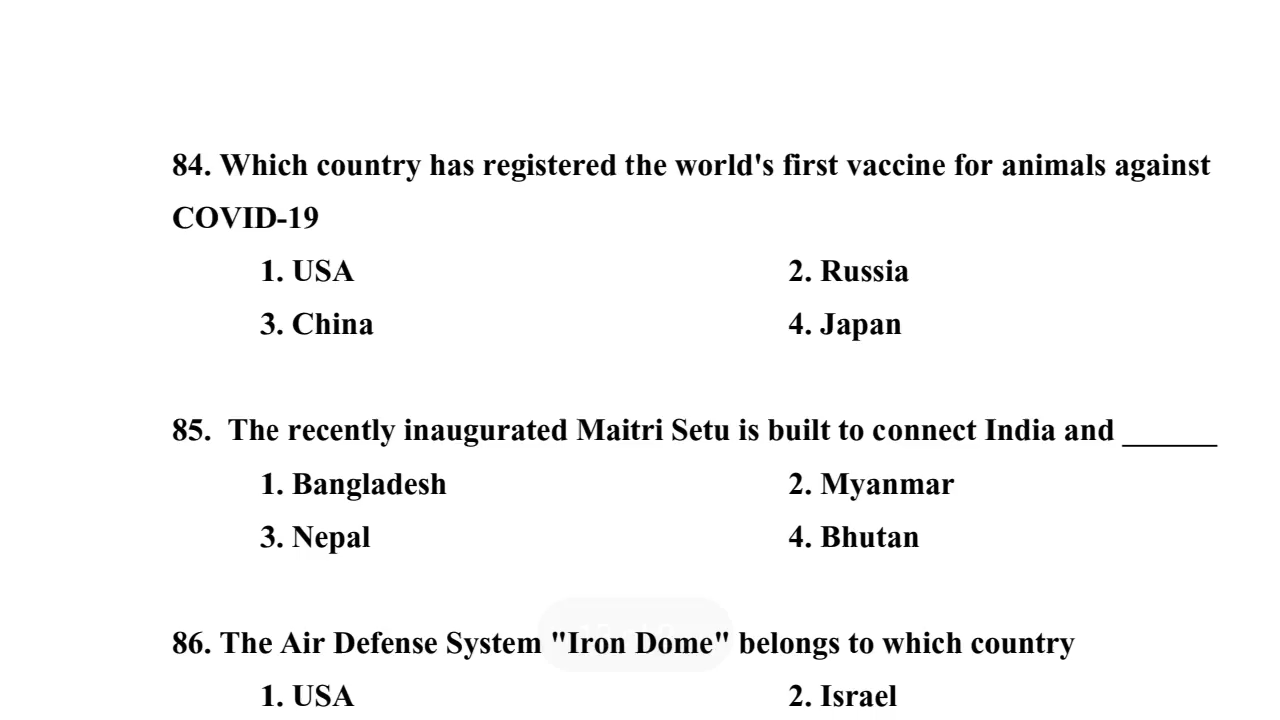 84. Which country has registered the world's first vaccine for animals against
COVID-19
1. USA 2. Russia
3. China 4. Japan
85. The recently inaugurated Maitri Setu is built to connect India and ______
1. Bangladesh 2. Myanmar
3. Nepal 4. Bhutan
86. The Air Defense System "Iron Dome" belongs to which country
1. USA 2. Israel